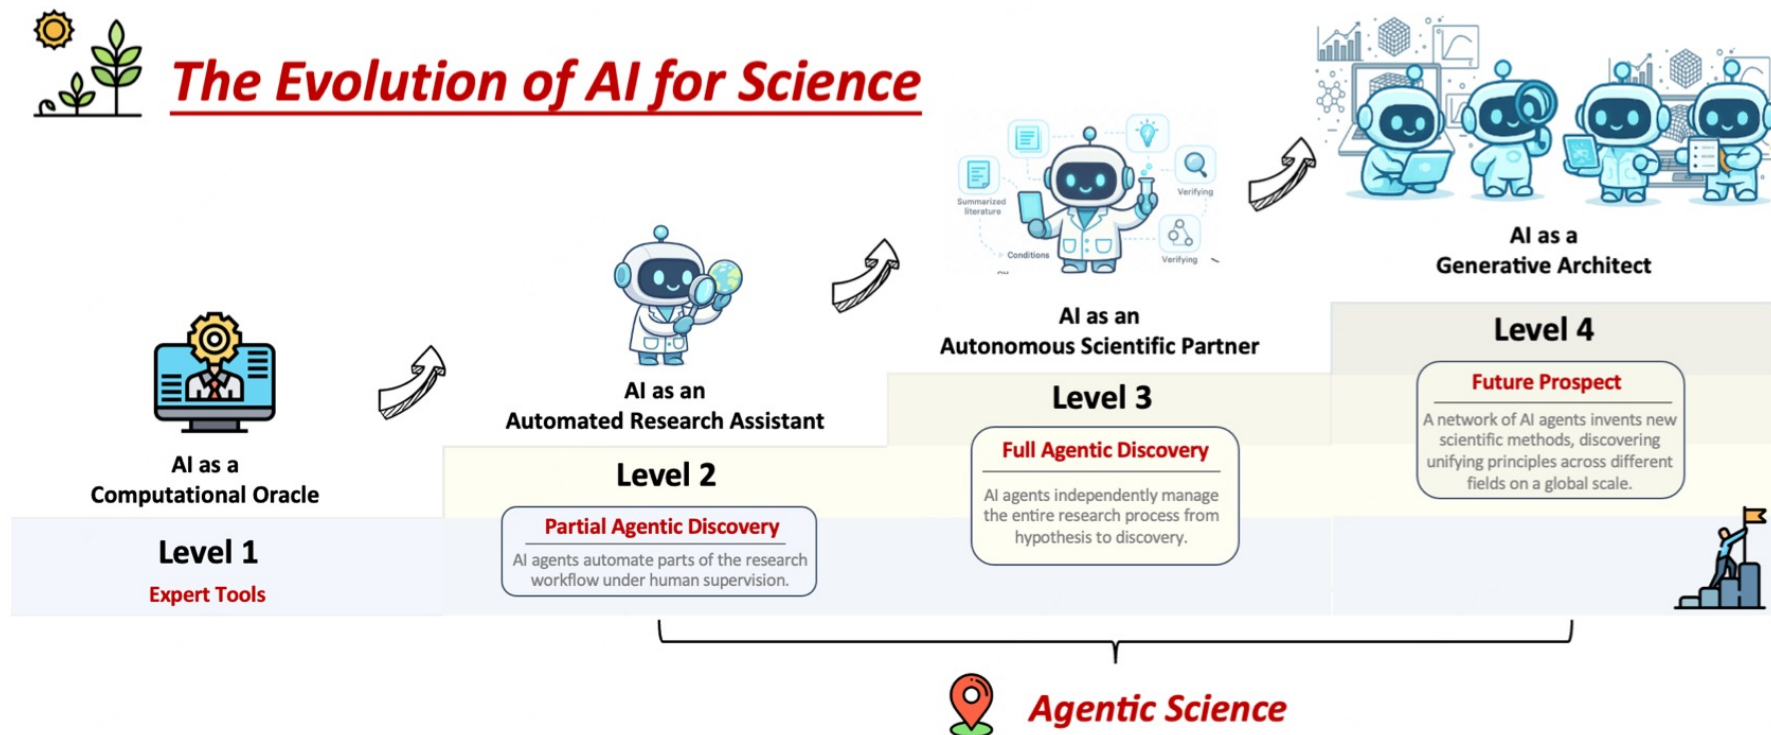 The Evolution of AI for Science
AI as a
Computational Oracle
Level 1
Expert Tools
AI as an
Automated Research Assistant
Level 2
Partial Agentic Discovery
AI agents automate parts of the research
workflow under human supervision.
Summarized
literature
Conditions
Verifying
Verifying
AI as an
Autonomous Scientific Partner
Level 3
Full Agentic Discovery
AI agents independently manage
the entire research process from
hypothesis to discovery.
AI as a
Generative Architect
Level 4
Future Prospect
A network of AI agents invents new
scientific methods, discovering
unifying principles across different
fields on a global scale.
Agentic Science